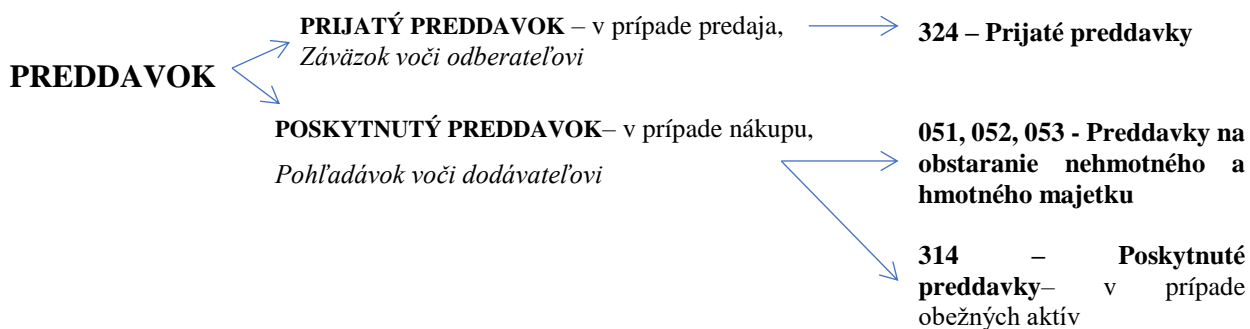 PREDDAVOK
PRIJATÝ PREDDAVOK – v prípade predaja,
Záväzok voči odberateľovi
324 – Prijaté preddavky
POSKYTNUTÝ PREDDAVOK– v prípade nákupu,
Pohľadávok voči dodávateľovi
051, 052, 053 - Preddavky na
obstaranie nehmotného a
hmotného majetku
314 – Poskytnuté
preddavky– v prípade
obežných aktív